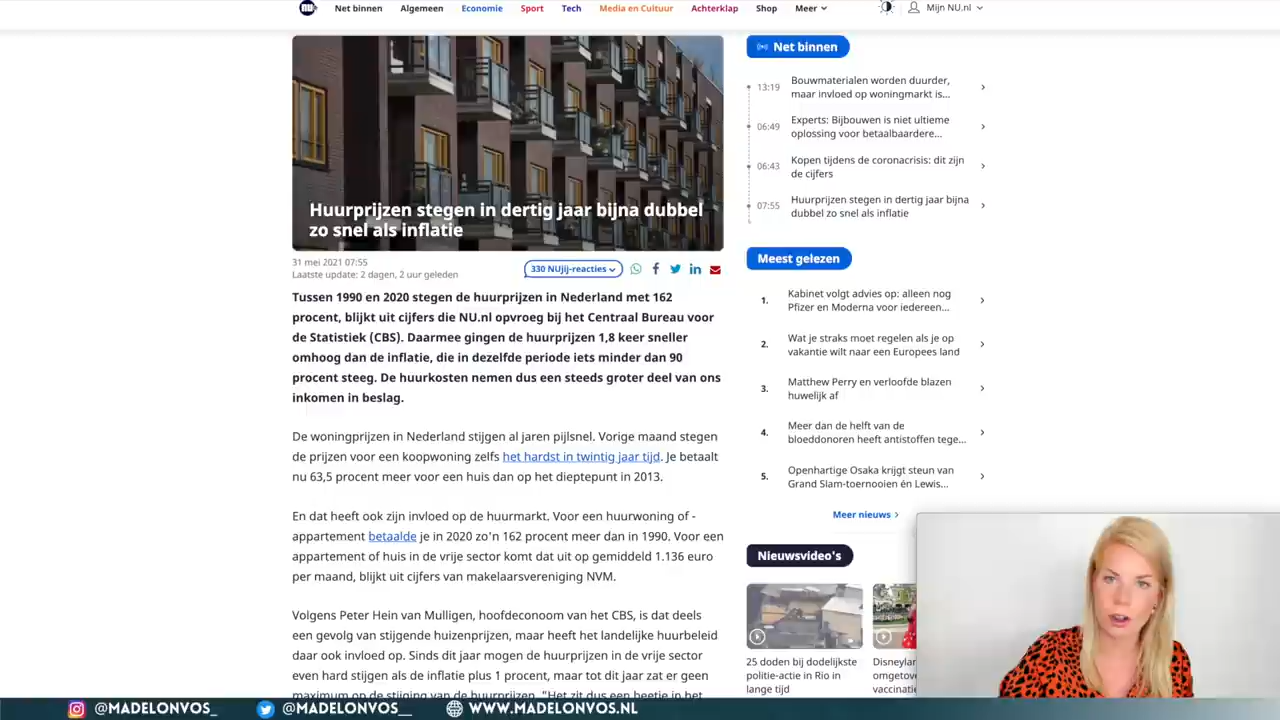 nu
Net binnen
Algemeen
Economie
Sport
Tech
Media en Cultuur
Achterklap
Shop
Meer
Mijn NU.nl
Huurprijzen stegen in dertig jaar bijna dubbel
zo snel als inflatie
31 mei 2021 07:55
Laatste update: 2 dagen, 2 uur geleden
330 NUjij-reacties
Tussen 1990 en 2020 stegen de huurprijzen in Nederland met 162
procent, blijkt uit cijfers die NU.nl opvroeg bij het Centraal Bureau voor
de Statistiek (CBS). Daarmee gingen de huurprijzen 1,8 keer sneller
omhoog dan de inflatie, die in dezelfde periode iets minder dan 90
procent steeg. De huurkosten nemen dus een steeds groter deel van ons
inkomen in beslag.
De woningprijzen in Nederland stijgen al jaren pijlsnel. Vorige maand stegen
de prijzen voor een koopwoning zelfs het hardst in twintig jaar tijd. Je betaalt
nu 63,5 procent meer voor een huis dan op het dieptepunt in 2013.
En dat heeft ook zijn invloed op de huurmarkt. Voor een huurwoning of -
appartement betaalde je in 2020 zo'n 162 procent meer dan in 1990. Voor een
appartement of huis in de vrije sector komt dat uit op gemiddeld 1.136 euro
per maand, blijkt uit cijfers van makelaarsvereniging NVM.
Volgens Peter Hein van Mulligen, hoofdeconoom van het CBS, is dat deels
een gevolg van stijgende huizenprijzen, maar heeft het landelijke huurbeleid
daar ook invloed op. Sinds dit jaar mogen de huurprijzen in de vrije sector
even hard stijgen als de inflatie plus 1 procent, maar tot dit jaar zat er geen
maximum op de stijging van de huurprijzen. "Het zit dus een beetje in het
Net binnen
13:19
Bouwmaterialen worden duurder,
maar invloed op woningmarkt is...
06:49
Experts: Bijbouwen is niet ultieme
oplossing voor betaalbaardere...
06:43
Kopen tijdens de coronacrisis: dit zijn
de cijfers
07:55
Huurprijzen stegen in dertig jaar bijna
dubbel zo snel als inflatie
Meest gelezen
1.
Kabinet volgt advies op: alleen nog
Pfizer en Moderna voor iedereen...
2.
Wat je straks moet regelen als je op
vakantie wilt naar een Europees land
3.
Matthew Perry en verloofde blazen
huwelijk af
4.
Meer dan de helft van de
bloeddonoren heeft antistoffen tege...
5.
Openhartige Osaka krijgt steun van
Grand Slam-toernooien én Lewis...
Meer nieuws
Nieuwsvideo's
25 doden bij dodelijkste
politie-actie in Rio in
lange tijd
Disneylan
omgetove
vaccinatie
@MADELONVOS_
@MADELONVOS__
WWW.MADELONVOS.NL